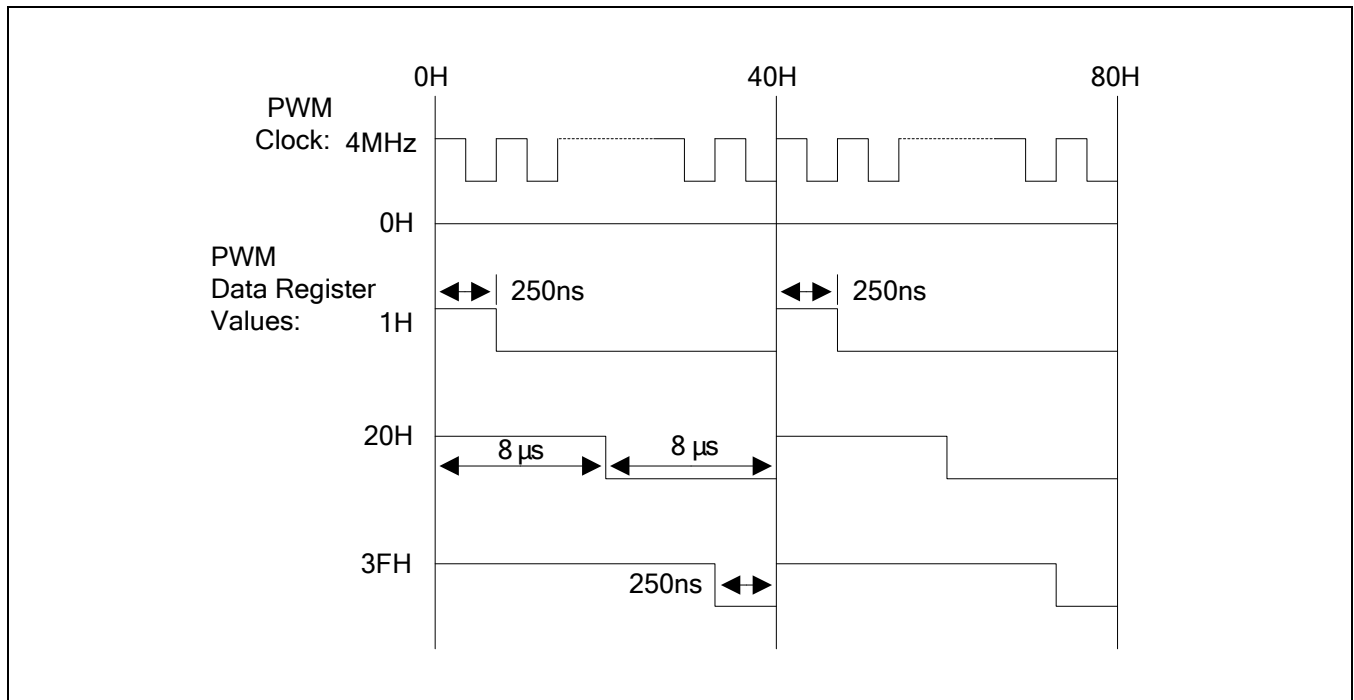 0H 40H 80H
PWM
Clock: 4MHz
0H
PWM
Data Register
Values:
250ns 250ns
1H
20H
8 µs 8 µs
3FH
250ns